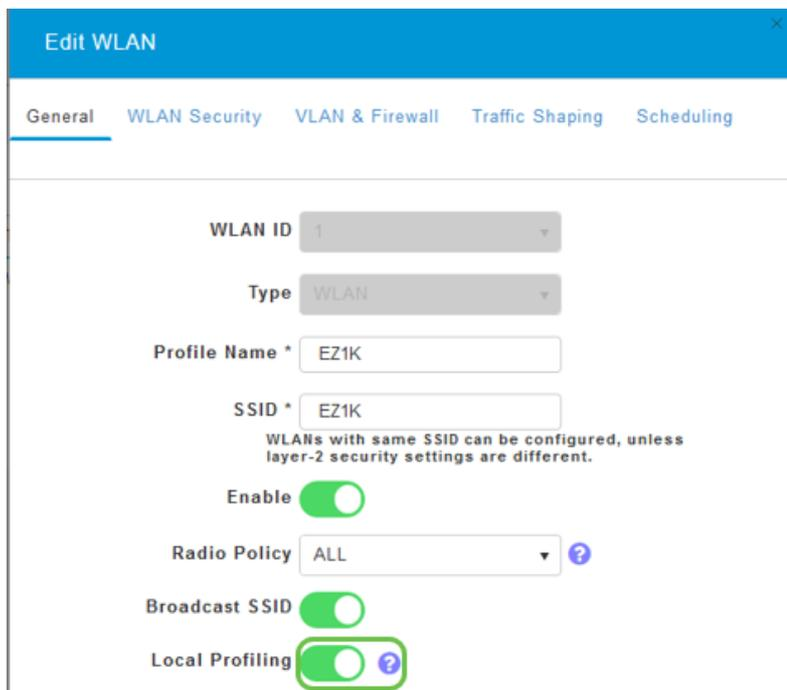 Edit WLAN
General WLAN Security VLAN & Firewall Traffic Shaping Scheduling
WLAN ID 1
Type WLAN
Profile Name * EZ1K
SSID * EZ1K
WLANs with same SSID can be configured, unless
layer-2 security settings are different.
Enable
Radio Policy ALL ?
Broadcast SSID
Local Profiling ?